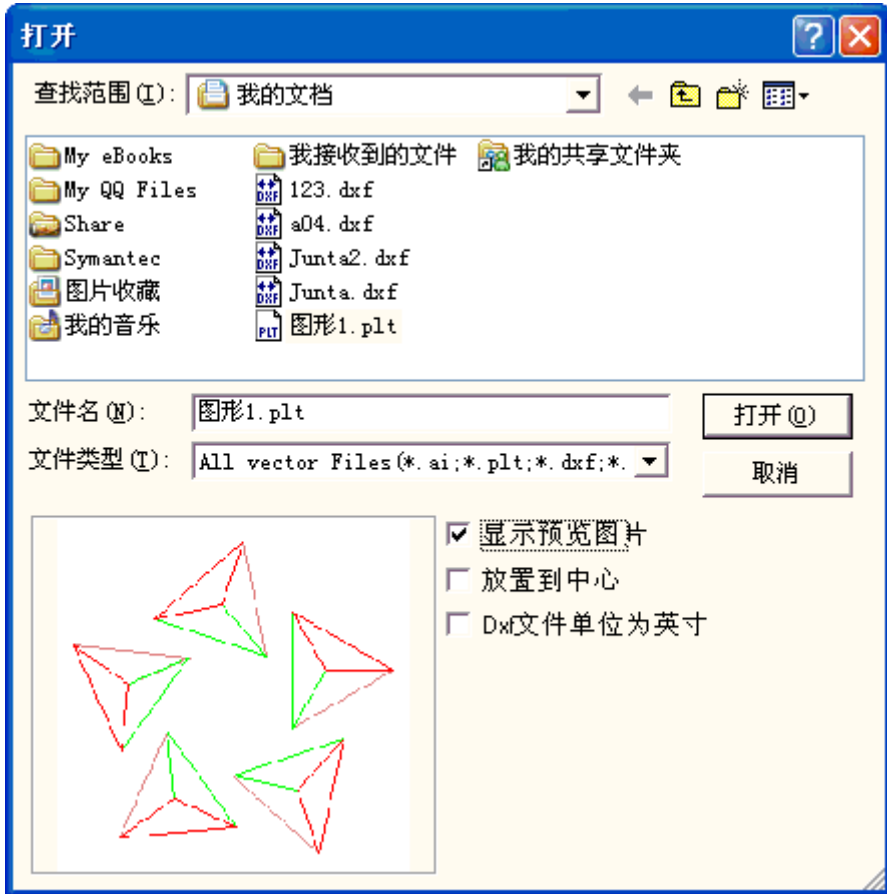 打开
查找范围(I): 我的文档
My eBooks 我接收到的文件 我的共享文件夹
My QQ Files 123.dxf
Share a04.dxf
Symantec Junta2.dxf
图片收藏 Junta.dxf
我的音乐 图形1.plt
文件名(N): 图形1.plt 打开(O)
文件类型(T): All vector Files(*.ai;*.plt;*.dxf;*. 取消
显示预览图片
放置到中心
Dxf文件单位为英寸